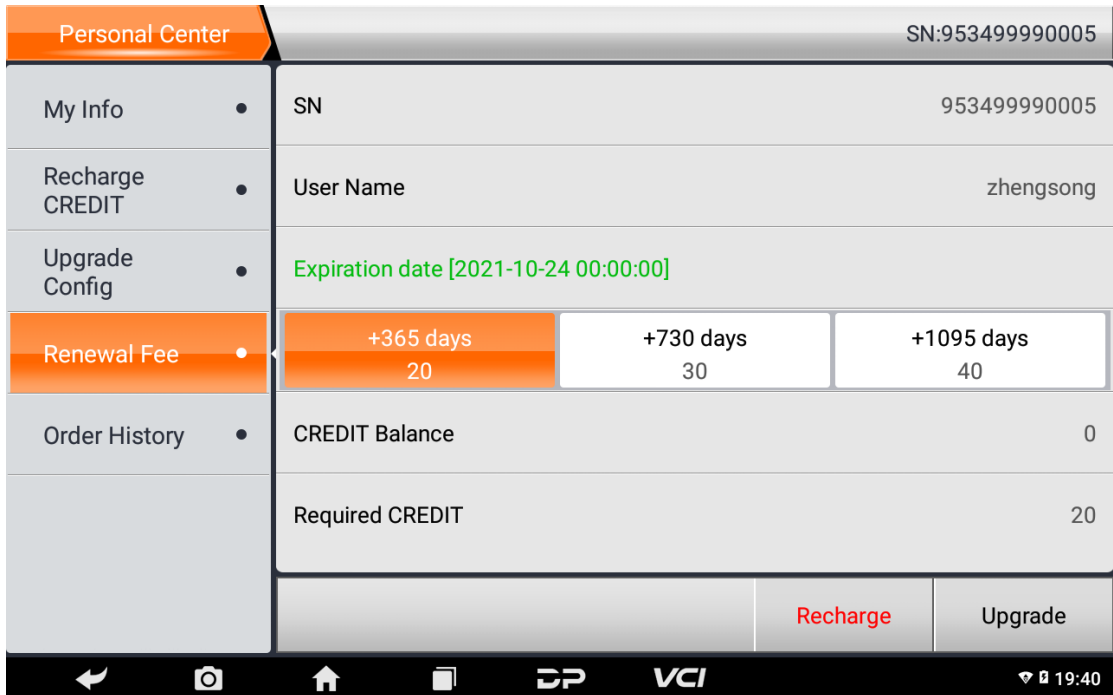 Personal Center
SN:953499990005
My Info
Recharge
CREDIT
Upgrade
Config
Renewal Fee
Order History
SN
953499990005
User Name
zhengsong
Expiration date [2021-10-24 00:00:00]
+365 days
20
+730 days
30
+1095 days
40
CREDIT Balance
0
Required CREDIT
20
Recharge
Upgrade
DP
VCI
19:40